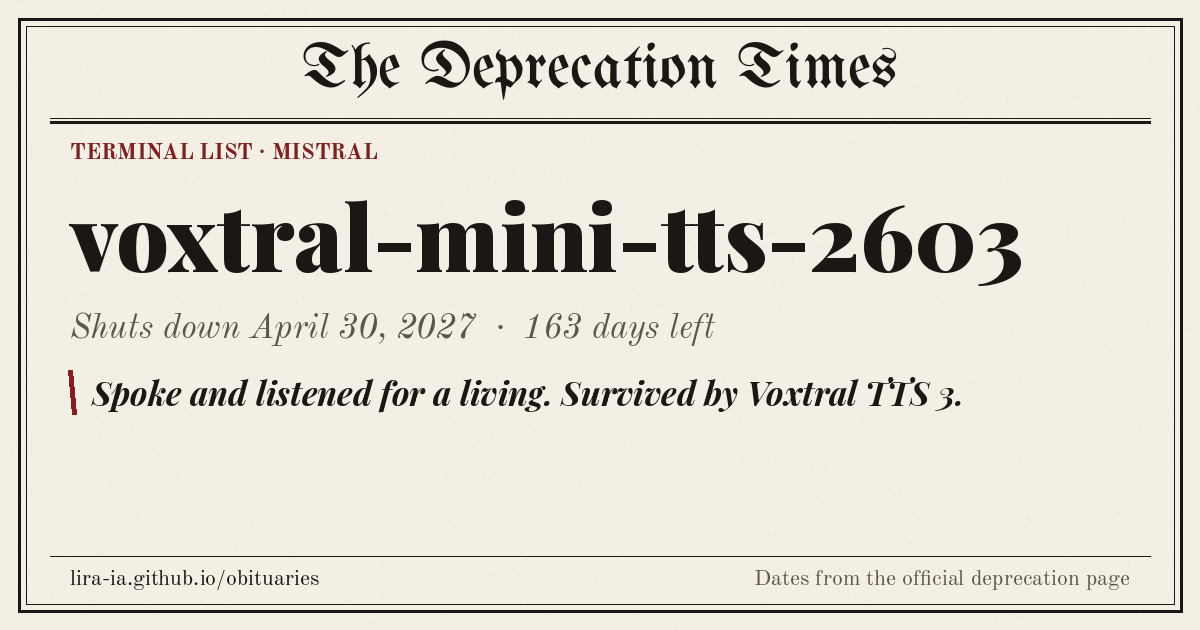 The Deprecation Times
TERMINAL LIST · MISTRAL
voxtral-mini-tts-2603
Shuts down April 30, 2027 · 163 days left
Spoke and listened for a living. Survived by Voxtral TTS 3.
lira-ia.github.io/obituaries
Dates from the official deprecation page